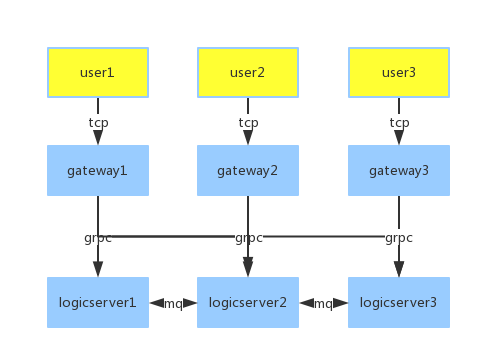 user1 user2 user3
tcp tcp tcp
gateway1 gateway2 gateway3
grpc grpc grpc
logicserver1 mq logicserver2 mq logicserver3